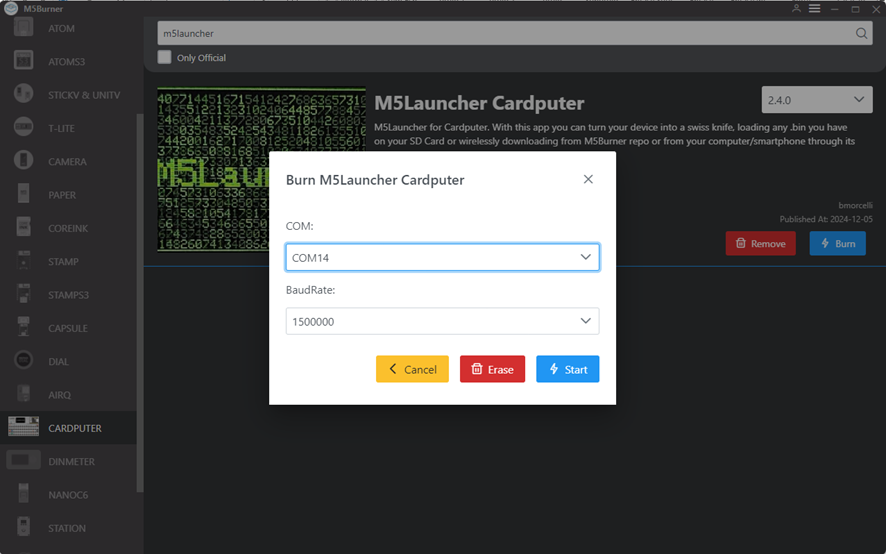 M5Burner
ATOM
ATOMS3
STICKV & UNITV
T-LITE
CAMERA
PAPER
COREINK
STAMP
STAMPS3
CAPSULE
DIAL
AIRQ
CARDPUTER
DINMETER
NANOC6
STATION
m5launcher
Only Official
M5Launcher Cardputer
2.4.0
M5Launcher for Cardputer. With this app you can turn your device into a swiss knife, loading any .bin you have
on your SD Card or wirelessly downloading from M5Burner repo or from your computer/smartphone through its
bmorcelli
Published At: 2024-12-05
Remove
Burn
Burn M5Launcher Cardputer
COM:
COM14
BaudRate:
1500000
Cancel
Erase
Start